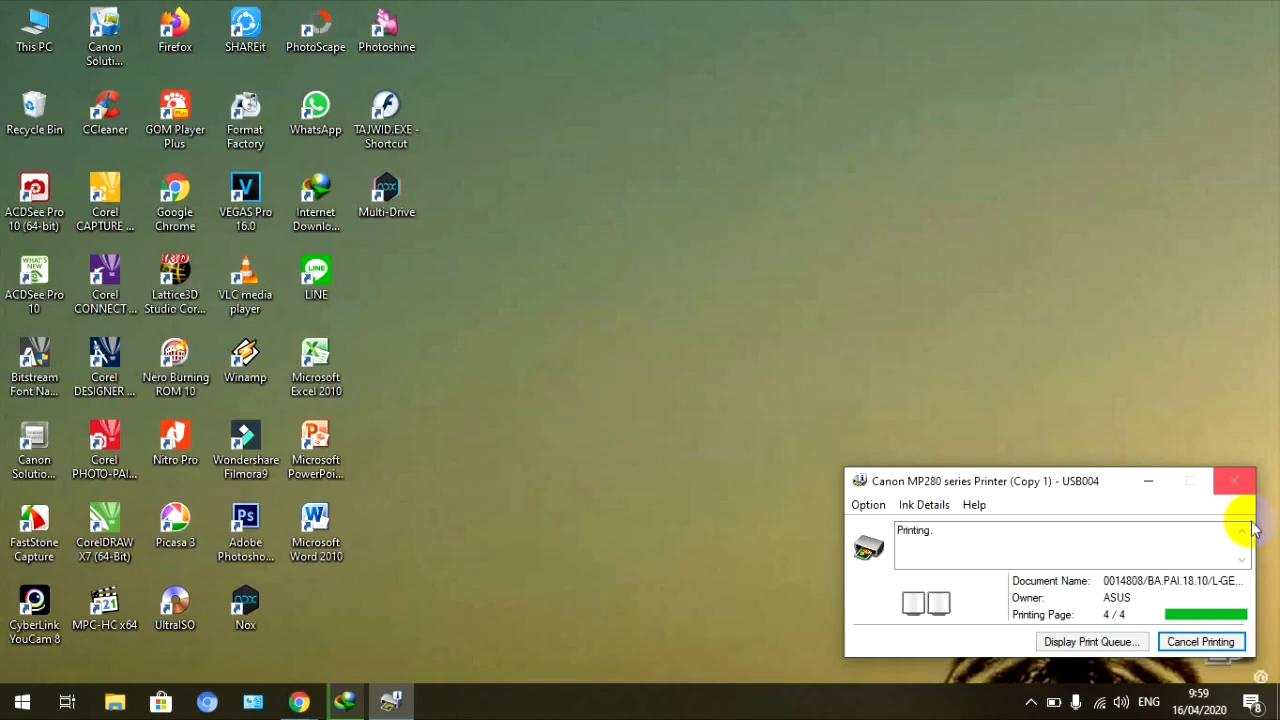 This PC
Canon
Soluti...
Firefox
SHAREit
PhotoScape
Photoshine
Recycle Bin
CCleaner
GOM Player
Plus
Format
Factory
WhatsApp
TAJWID.EXE -
Shortcut
ACDSee Pro
10 (64-bit)
Corel
CAPTURE ...
Google
Chrome
VEGAS Pro
16.0
Internet
Downlo...
Multi-Drive
ACDSee Pro
10
Corel
CONNECT ...
Lattice3D
Studio Cor...
VLC media
player
LINE
Bitstream
Font Na...
Corel
DESIGNER ...
Nero Burning
ROM 10
Winamp
Microsoft
Excel 2010
Canon
Solutio...
Corel
PHOTO-PAI...
Nitro Pro
Wondershare
Filmora9
Microsoft
PowerPoi...
FastStone
Capture
CorelDRAW
X7 (64-Bit)
Picasa 3
Adobe
Photosho...
Microsoft
Word 2010
CyberLink
YouCam 8
MPC-HC x64
UltraISO
Nox
Canon MP280 series Printer (Copy 1) - USB004
Option Ink Details Help
Printing.
Document Name: 0014808/BA.PAI.18.10/L-GE...
Owner: ASUS
Printing Page: 4 / 4
Display Print Queue... Cancel Printing
ENG
9:59
16/04/2020
8